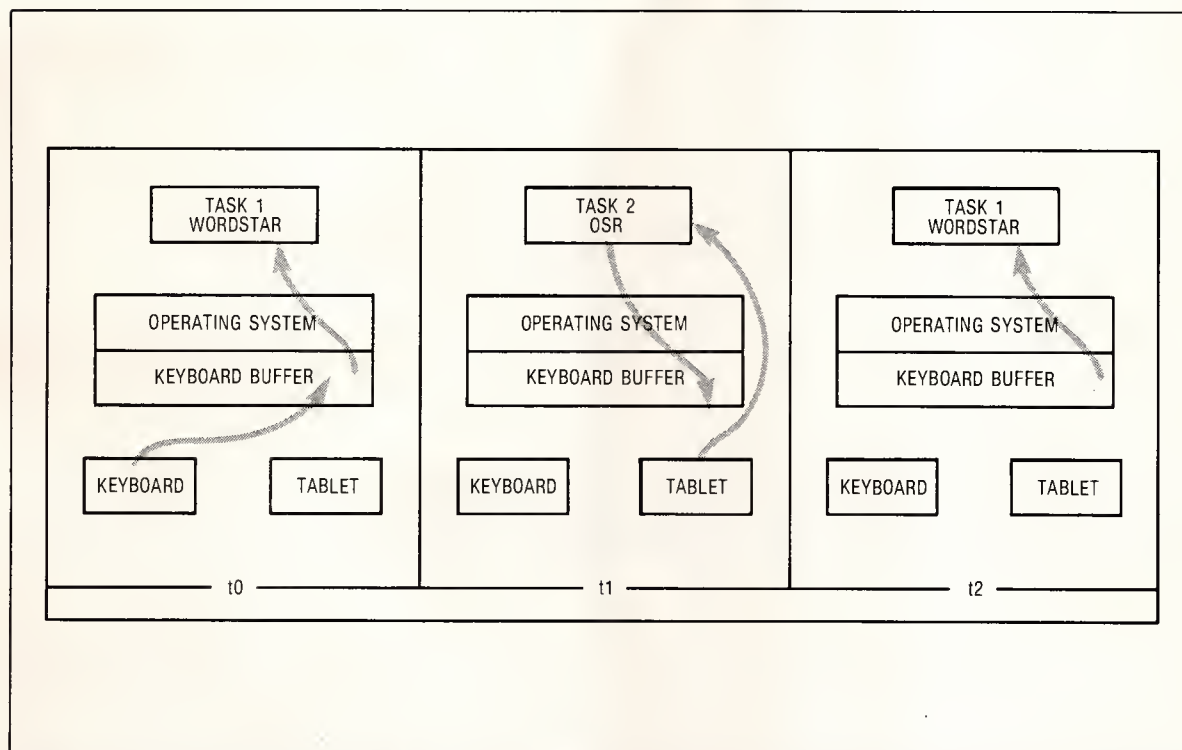 TASK 1
WORDSTAR
OPERATING SYSTEM
KEYBOARD BUFFER
KEYBOARD
TABLET
t0
TASK 2
OSR
OPERATING SYSTEM
KEYBOARD BUFFER
KEYBOARD
TABLET
t1
TASK 1
WORDSTAR
OPERATING SYSTEM
KEYBOARD BUFFER
KEYBOARD
TABLET
t2